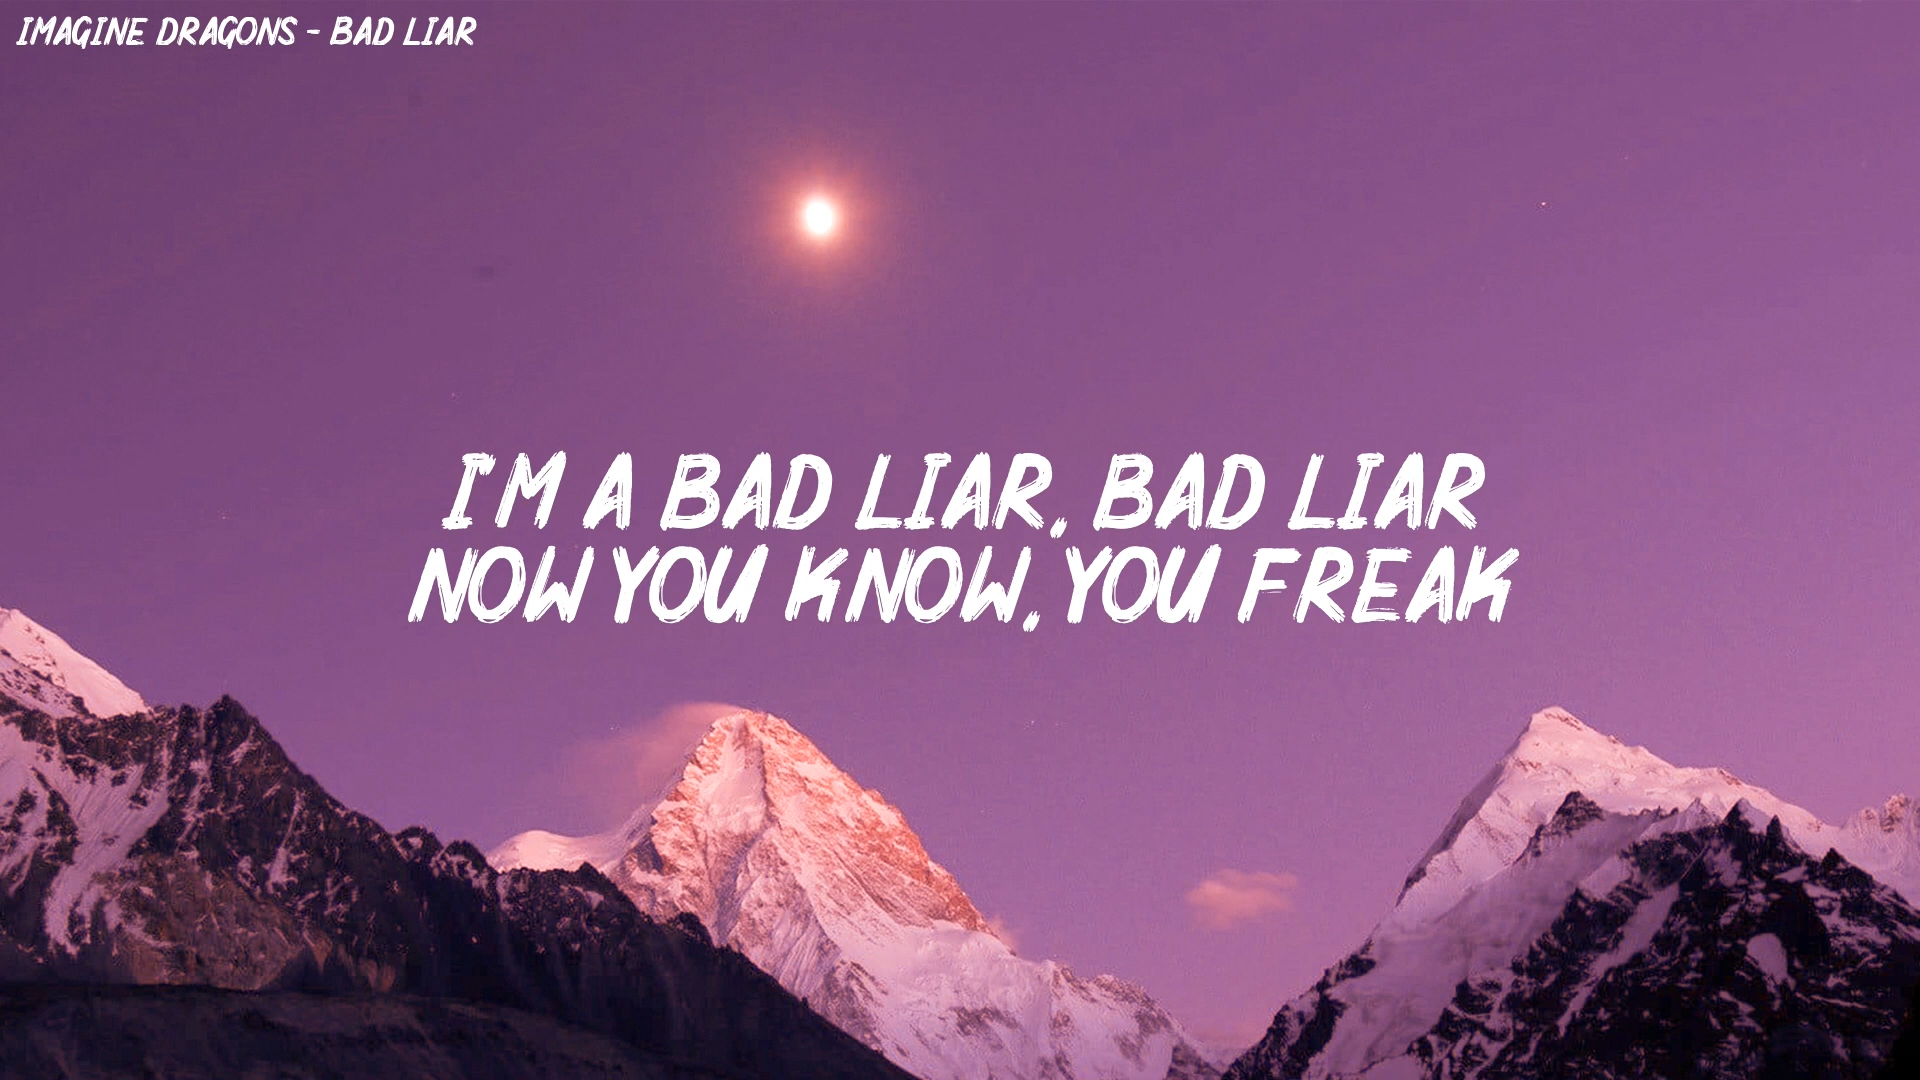 IMAGINE DRAGONS - BAD LIAR
I'M A BAD LIAR, BAD LIAR
NOW YOU KNOW, YOU FREAK